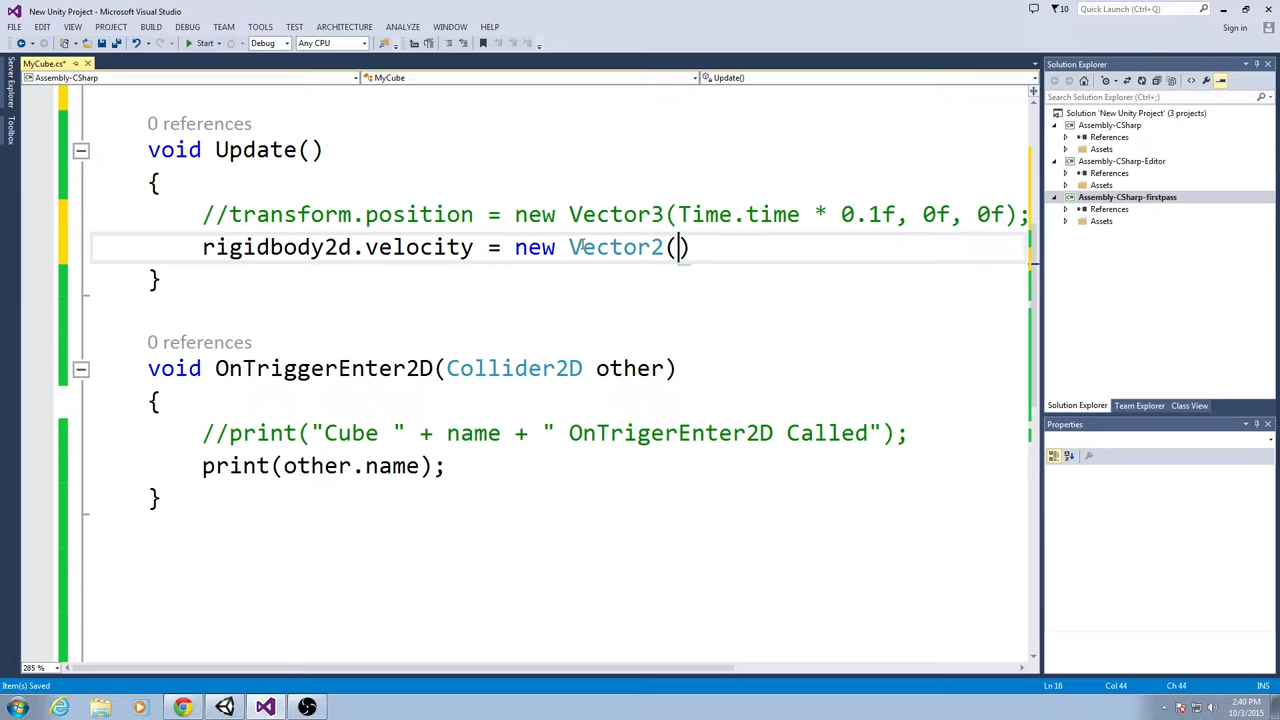 New Unity Project - Microsoft Visual Studio
10
Quick Launch (Ctrl+;)
FILE EDIT VIEW PROJECT BUILD DEBUG TEAM TOOLS TEST ARCHITECTURE ANALYZE WINDOW HELP
Sign in
Start Debug Any CPU
Server Explorer
Toolbox
MyCube.cs*
Assembly-CSharp
MyCube
Update()
0 references
void Update()
{
//transform.position = new Vector3(Time.time * 0.1f, 0f, 0f);
rigidbody2d.velocity = new Vector2()
}
0 references
void OnTriggerEnter2D(Collider2D other)
{
//print("Cube " + name + " OnTrigerEnter2D Called");
print(other.name);
}
285 %
Solution Explorer
Search Solution Explorer (Ctrl+;)
Solution 'New Unity Project' (3 projects)
Assembly-CSharp
References
Assets
Assembly-CSharp-Editor
References
Assets
Assembly-CSharp-firstpass
References
Assets
Solution Explorer Team Explorer Class View
Properties
Item(s) Saved
Ln 16 Col 44 Ch 44 INS
2:40 PM
10/3/2015